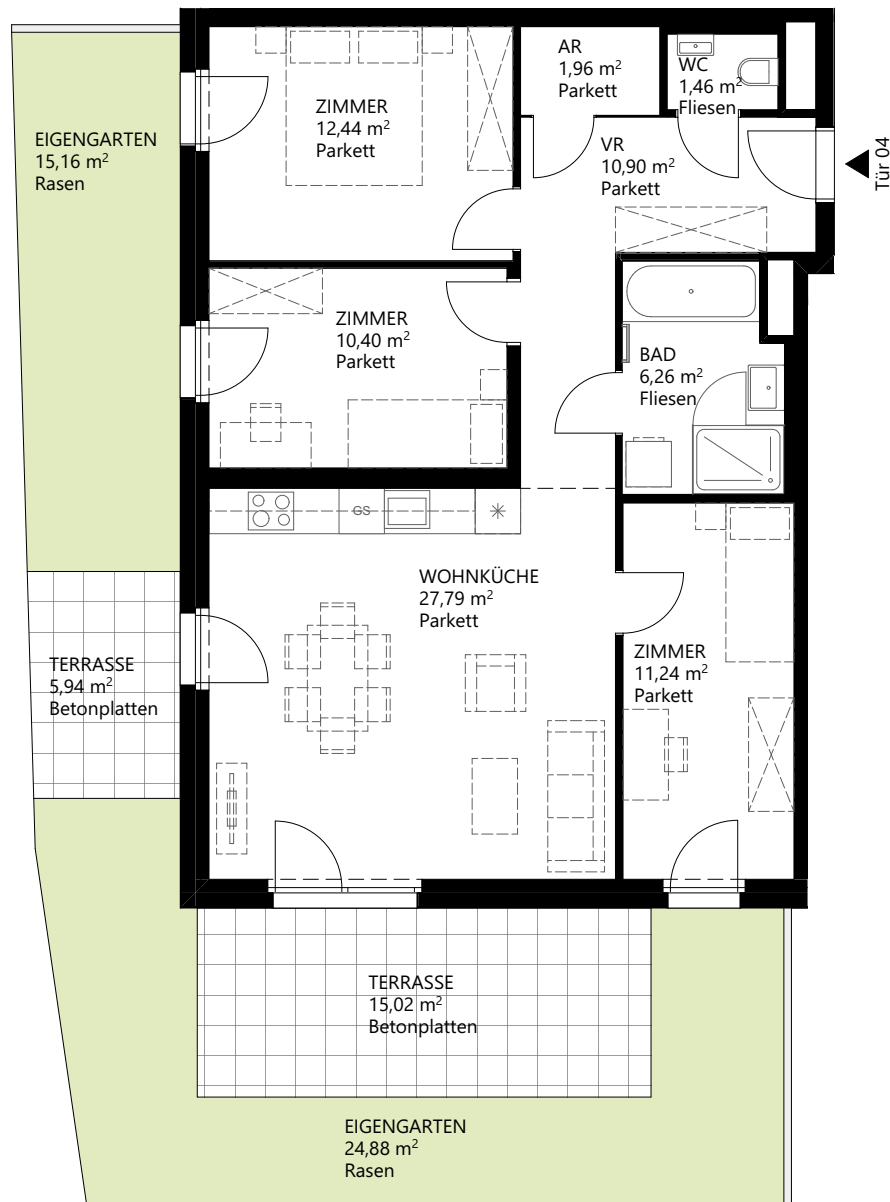 AR
1,96 m²
Parkett
WC
1,46 m²
Fliesen
ZIMMER
12,44 m²
Parkett
EIGENGARTEN
15,16 m²
Rasen
VR
10,90 m²
Parkett
Tür 04
ZIMMER
10,40 m²
Parkett
BAD
6,26 m²
Fliesen
GS
WOHNKÜCHE
27,79 m²
Parkett
TERRASSE
5,94 m²
Betonplatten
ZIMMER
11,24 m²
Parkett
TERRASSE
15,02 m²
Betonplatten
EIGENGARTEN
24,88 m²
Rasen